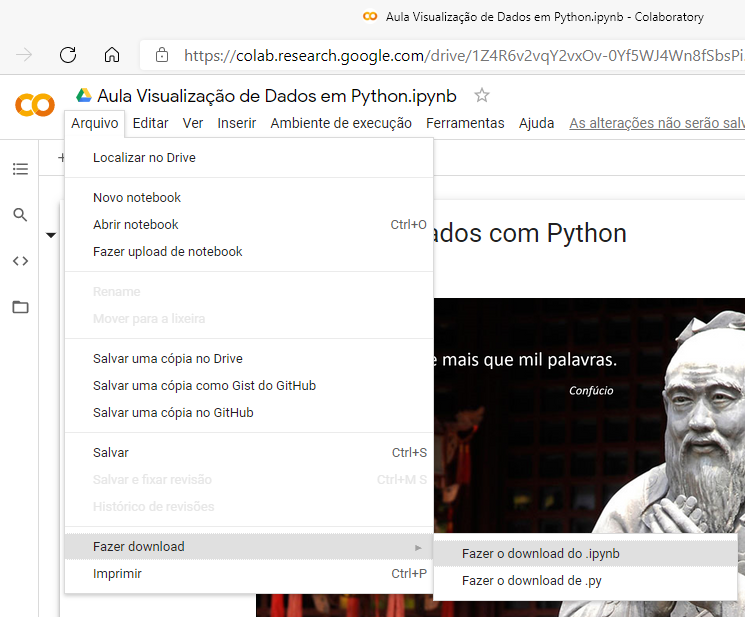 Aula Visualização de Dados em Python.ipynb - Colaboratory
https://colab.research.google.com/drive/1Z4R6v2vqY2vxOv-0Yf5WJ4Wn8fSbsPi
Aula Visualização de Dados em Python.ipynb
Arquivo Editar Ver Inserir Ambiente de execução Ferramentas Ajuda As alterações não serão salv
Localizar no Drive
Novo notebook
Abrir notebook Ctrl+O
Fazer upload de notebook
ados com Python
Rename
Mover para a lixeira
Salvar uma cópia no Drive
e mais que mil palavras.
Salvar uma cópia como Gist do GitHub
Confúcio
Salvar uma cópia no GitHub
Salvar Ctrl+S
Salvar e fixar revisão Ctrl+M S
Histórico de revisões
Fazer download
Fazer o download do .ipynb
Imprimir Ctrl+P
Fazer o download de .py